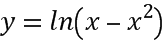 y = ln(x − x²)